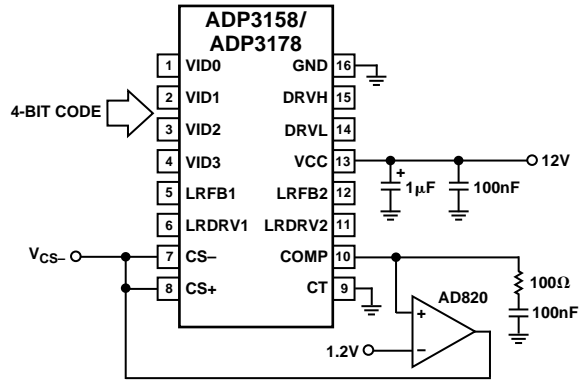 ADP3158/
ADP3178
1 VID0 GND 16
2 VID1 DRVH 15
4-BIT CODE
3 VID2 DRVL 14
4 VID3 VCC 13 12V
+
1μF 100nF
5 LRFB1 LRFB2 12
6 LRDRV1 LRDRV2 11
VCS– 7 CS– COMP 10
8 CS+ CT 9
100Ω
AD820
100nF
+
1.2V –